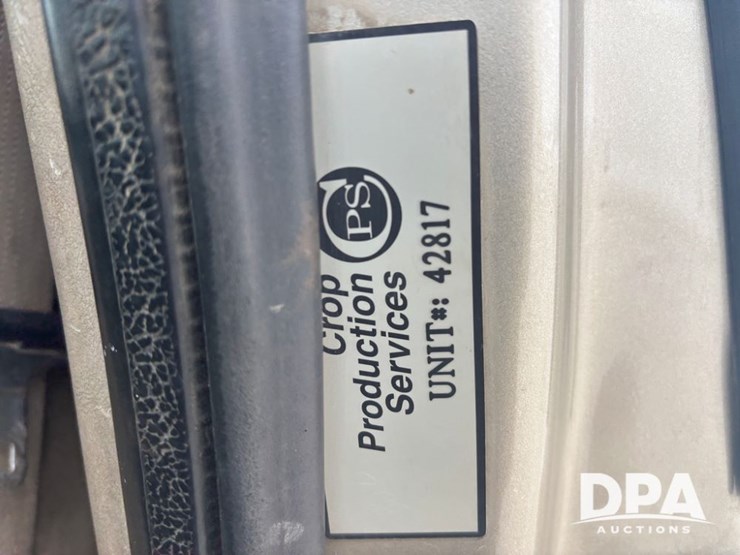 CPS
Crop
Production
Services
UNIT#: 42817
DPA
AUCTIONS